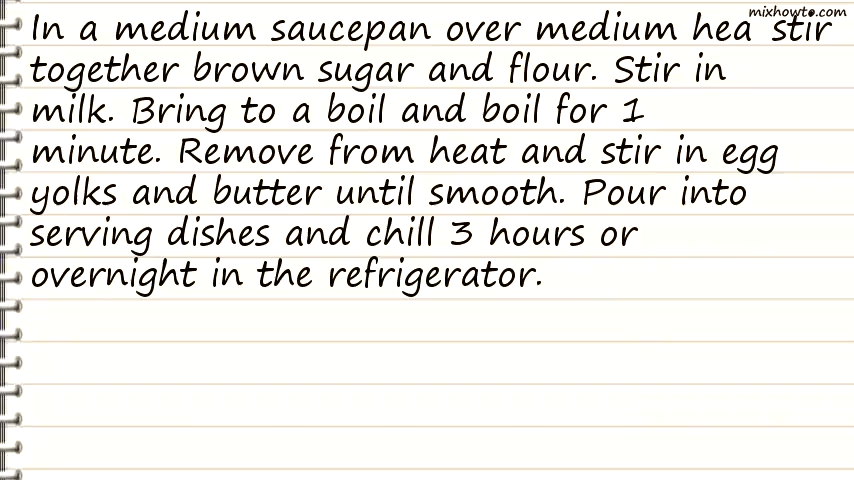 mixhowto.com
In a medium saucepan over medium hea stir
together brown sugar and flour. Stir in
milk. Bring to a boil and boil for 1
minute. Remove from heat and stir in egg
yolks and butter until smooth. Pour into
serving dishes and chill 3 hours or
overnight in the refrigerator.